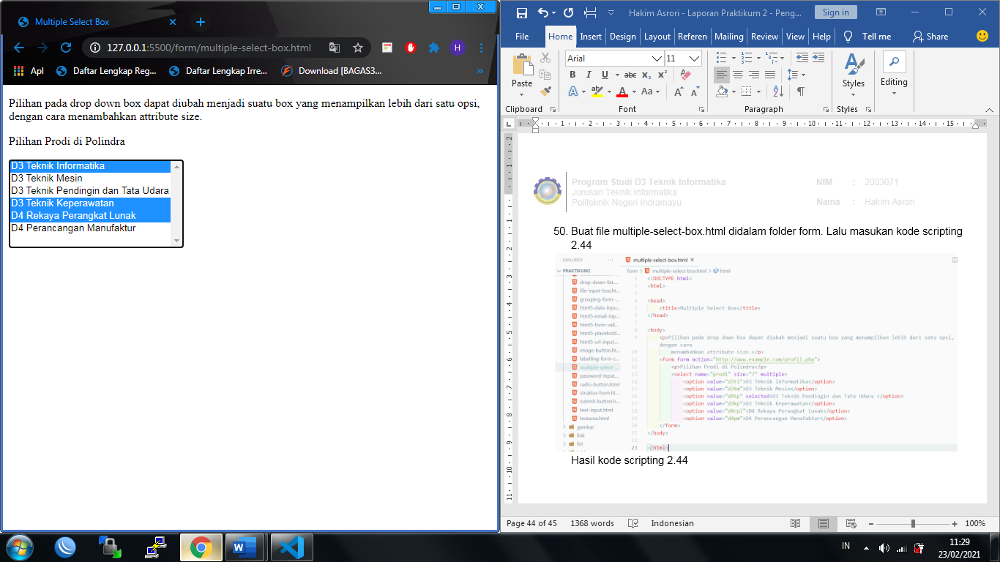 Multiple Select Box
127.0.0.1:5500/form/multiple-select-box.html
H
Apl
Daftar Lengkap Reg...
Daftar Lengkap Irre...
Download [BAGAS3...
»
Pilihan pada drop down box dapat diubah menjadi suatu box yang menampilkan lebih dari satu opsi,
dengan cara menambahkan attribute size.
Pilihan Prodi di Polindra
D3 Teknik Informatika
D3 Teknik Mesin
D3 Teknik Pendingin dan Tata Udara
D3 Teknik Keperawatan
D4 Rekaya Perangkat Lunak
D4 Perancangan Manufaktur
Hakim Asrori - Laporan Praktikum 2 - Peng...
Sign in
File Home Insert Design Layout Referen Mailing Review View Help Tell me Share
Paste
Arial 11
Styles
Editing
Clipboard Font Paragraph Styles
Program Studi D3 Teknik Informatika
Jurusan Teknik Informatika
Politeknik Negeri Indramayu
NIM : 2003071
Nama : Hakim Asrori
50. Buat file multiple-select-box.html didalam folder form. Lalu masukan kode scripting
2.44
EXPLORER ... multiple-select-box.html ×
PRAKTIKUM2 form > multiple-select-box.html > html
drop-down-list...
file-input-box.ht...
grouping-form-...
html5-date-inpu...
html5-email-inp...
html5-form-vali...
html5-placehold...
html5-url-input...
image-button.ht...
labelling-form-c...
multiple-select-...
password-input...
radio-button.html
struktur-form.ht...
submit-button.h...
text-input.html
textarea.html
gambar
link
list
1 <!DOCTYPE html>
2 <html>
3
4 <head>
5 <title>Multiple Select Box</title>
6 </head>
7
8 <body>
9 <p>Pilihan pada drop down box dapat diubah menjadi suatu box yang menampilkan lebih dari satu opsi,
dengan cara
10 menambahkan attribute size.</p>
11 <form form action="http://www.example.com/profil.php">
12 <p>Pilihan Prodi di Polindra</p>
13 <select name="prodi" size="7" multiple>
14 <option value="d3ti">D3 Teknik Informatika</option>
15 <option value="d3tm">D3 Teknik Mesin</option>
16 <option value="d4tp" selected>D3 Teknik Pendingin dan Tata Udara </option>
17 <option value="d3kp">D3 Teknik Keperawatan</option>
18 <option value="d4rpl">D4 Rekaya Perangkat Lunak</option>
19 <option value="d4pm">D4 Perancangan Manufaktur</option>
20 </form>
21 </body>
22
23 </html>
Hasil kode scripting 2.44
Page 44 of 45 1368 words Indonesian 100%
IN
11:29
23/02/2021